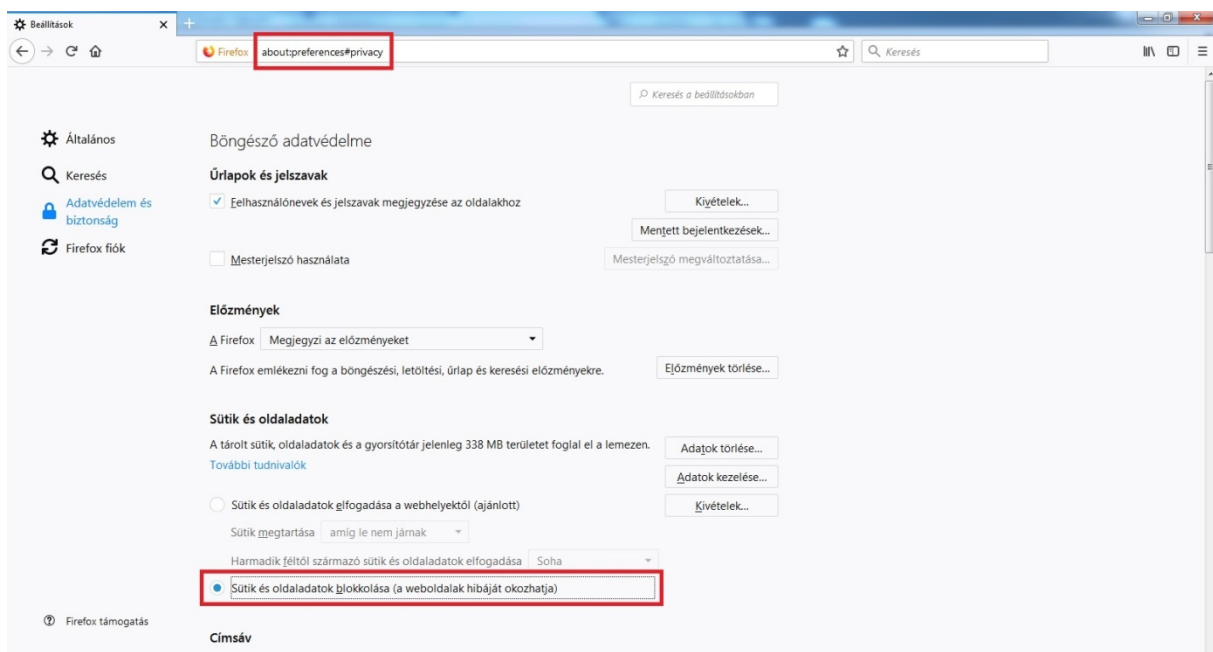 Beállítások
Firefox about:preferences#privacy
Keresés
Keresés a beállításokban
Általános
Keresés
Adatvédelem és
biztonság
Firefox fiók
Firefox támogatás
Böngésző adatvédelme
Űrlapok és jelszavak
Felhasználónevek és jelszavak megjegyzése az oldalakhoz
Kivételek...
Mentett bejelentkezések...
Mesterjelszó használata
Mesterjelszó megváltoztatása...
Előzmények
A Firefox Megjegyzi az előzményeket
A Firefox emlékezni fog a böngészési, letöltési, űrlap és keresési előzményekre.
Előzmények törlése...
Sütik és oldaladatok
A tárolt sütik, oldaladatok és a gyorsítótár jelenleg 338 MB területet foglal el a lemezen.
Adatok törlése...
További tudnivalók
Adatok kezelése...
Sütik és oldaladatok elfogadása a webhelyektől (ajánlott)
Kivételek...
Sütik megtartása amíg le nem járnak
Harmadik féltől származó sütik és oldaladatok elfogadása Soha
Sütik és oldaladatok blokkolása (a weboldalak hibáját okozhatja)
Címsáv